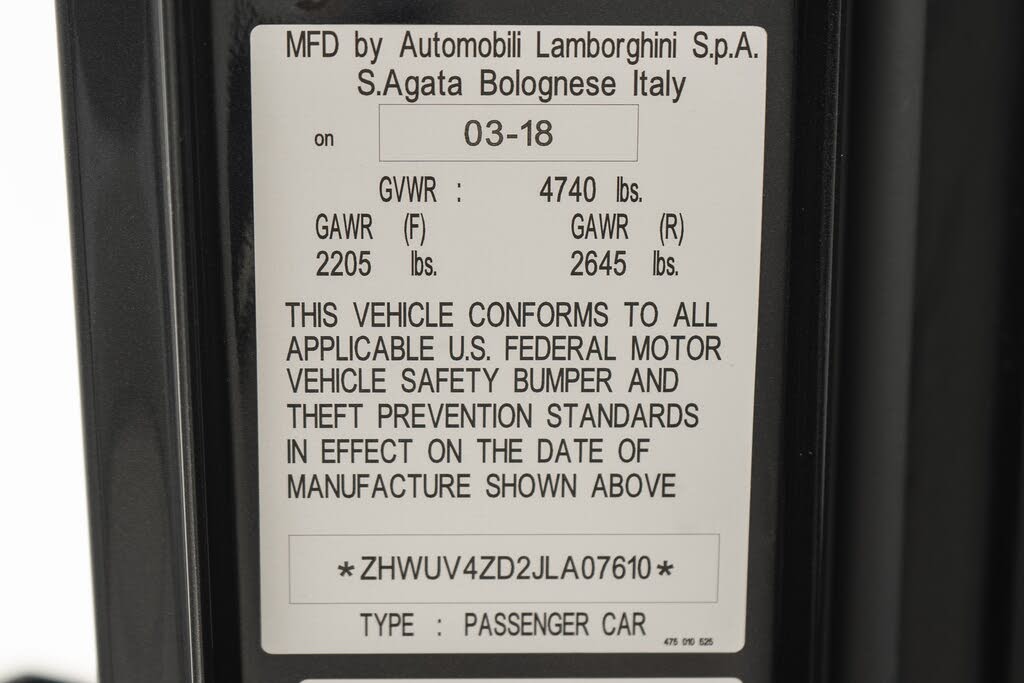 MFD by Automobili Lamborghini S.p.A.
S.Agata Bolognese Italy
on 03-18
GVWR : 4740 lbs.
GAWR (F) GAWR (R)
2205 lbs. 2645 lbs.
THIS VEHICLE CONFORMS TO ALL
APPLICABLE U.S. FEDERAL MOTOR
VEHICLE SAFETY BUMPER AND
THEFT PREVENTION STANDARDS
IN EFFECT ON THE DATE OF
MANUFACTURE SHOWN ABOVE
*ZHWUV4ZD2JLA07610*
TYPE : PASSENGER CAR
475 010 525